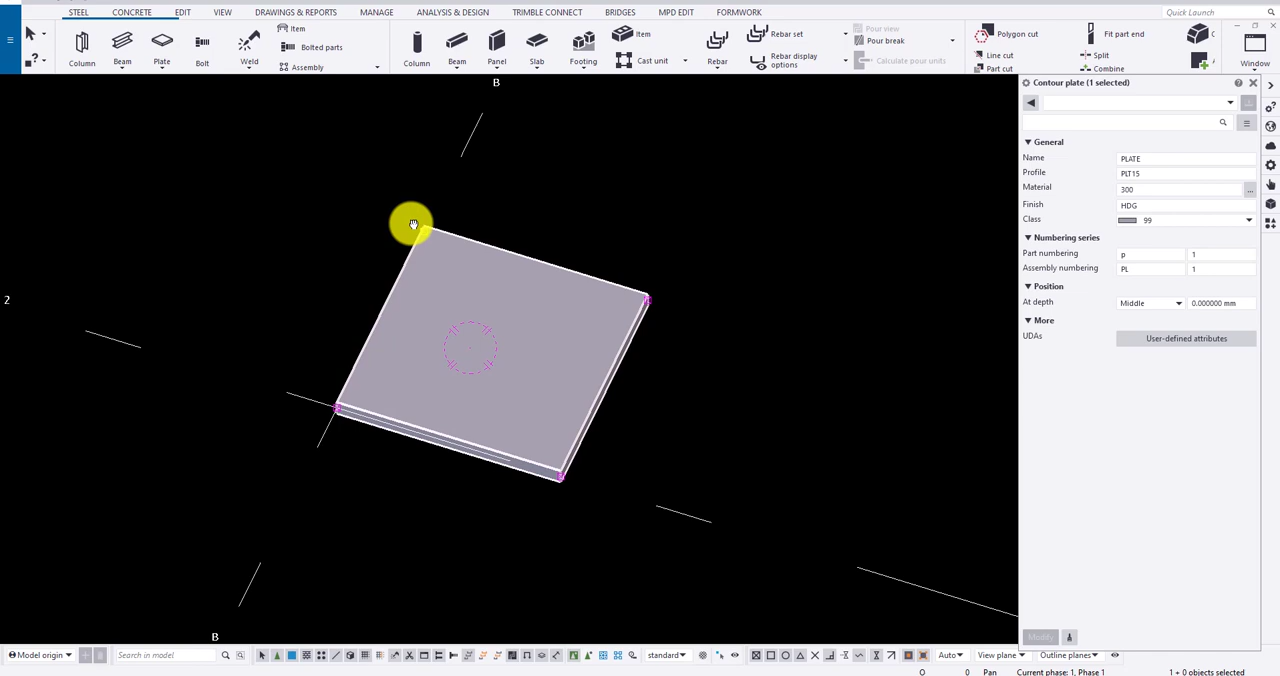 STEEL CONCRETE EDIT VIEW DRAWINGS & REPORTS MANAGE ANALYSIS & DESIGN TRIMBLE CONNECT BRIDGES MPD EDIT FORMWORK Quick Launch
Column Beam Plate Bolt Weld
Item
Bolted parts
Assembly
Column Beam Panel Slab Footing
Item
Cast unit
Rebar
Rebar set
Rebar display options
Pour view
Pour break
Calculate pour units
Polygon cut
Line cut
Part cut
Fit part end
Split
Combine
C
Window
B
2
B
Contour plate (1 selected)
General
Name PLATE
Profile PLT15
Material 300 ...
Finish HDG
Class 99
Numbering series
Part numbering p 1
Assembly numbering PL 1
Position
At depth Middle 0.000000 mm
More
UDAs User-defined attributes
Modify
Model origin Search in model standard Auto View plane Outline planes
O 0 Pan Current phase: 1, Phase 1 1 + 0 objects selected